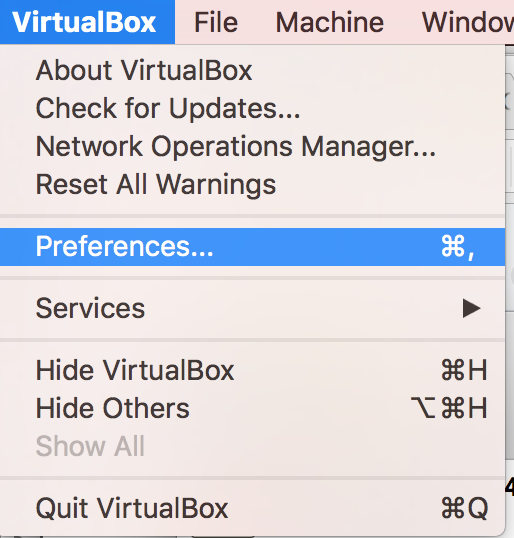 VirtualBox File Machine
About VirtualBox
Check for Updates...
Network Operations Manager...
Reset All Warnings
Preferences... ⌘,
Services ▶
Hide VirtualBox ⌘H
Hide Others ⌥⌘H
Show All
Quit VirtualBox ⌘Q